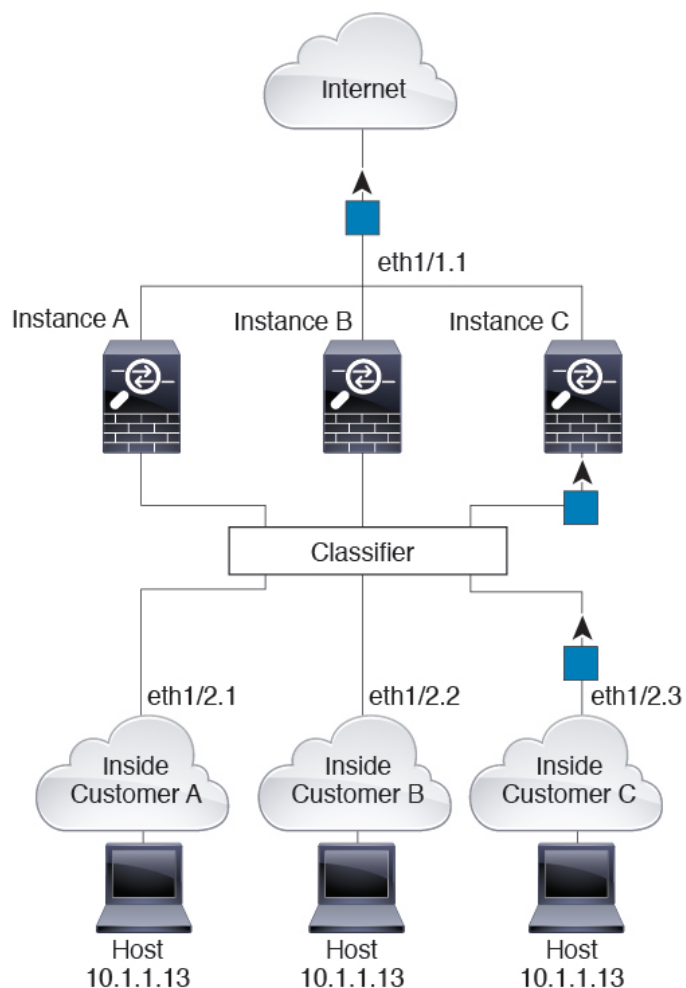 Internet
eth1/1.1
Instance A
Instance B
Instance C
Classifier
eth1/2.1
eth1/2.2
eth1/2.3
Inside
Customer A
Inside
Customer B
Inside
Customer C
Host
10.1.1.13
Host
10.1.1.13
Host
10.1.1.13